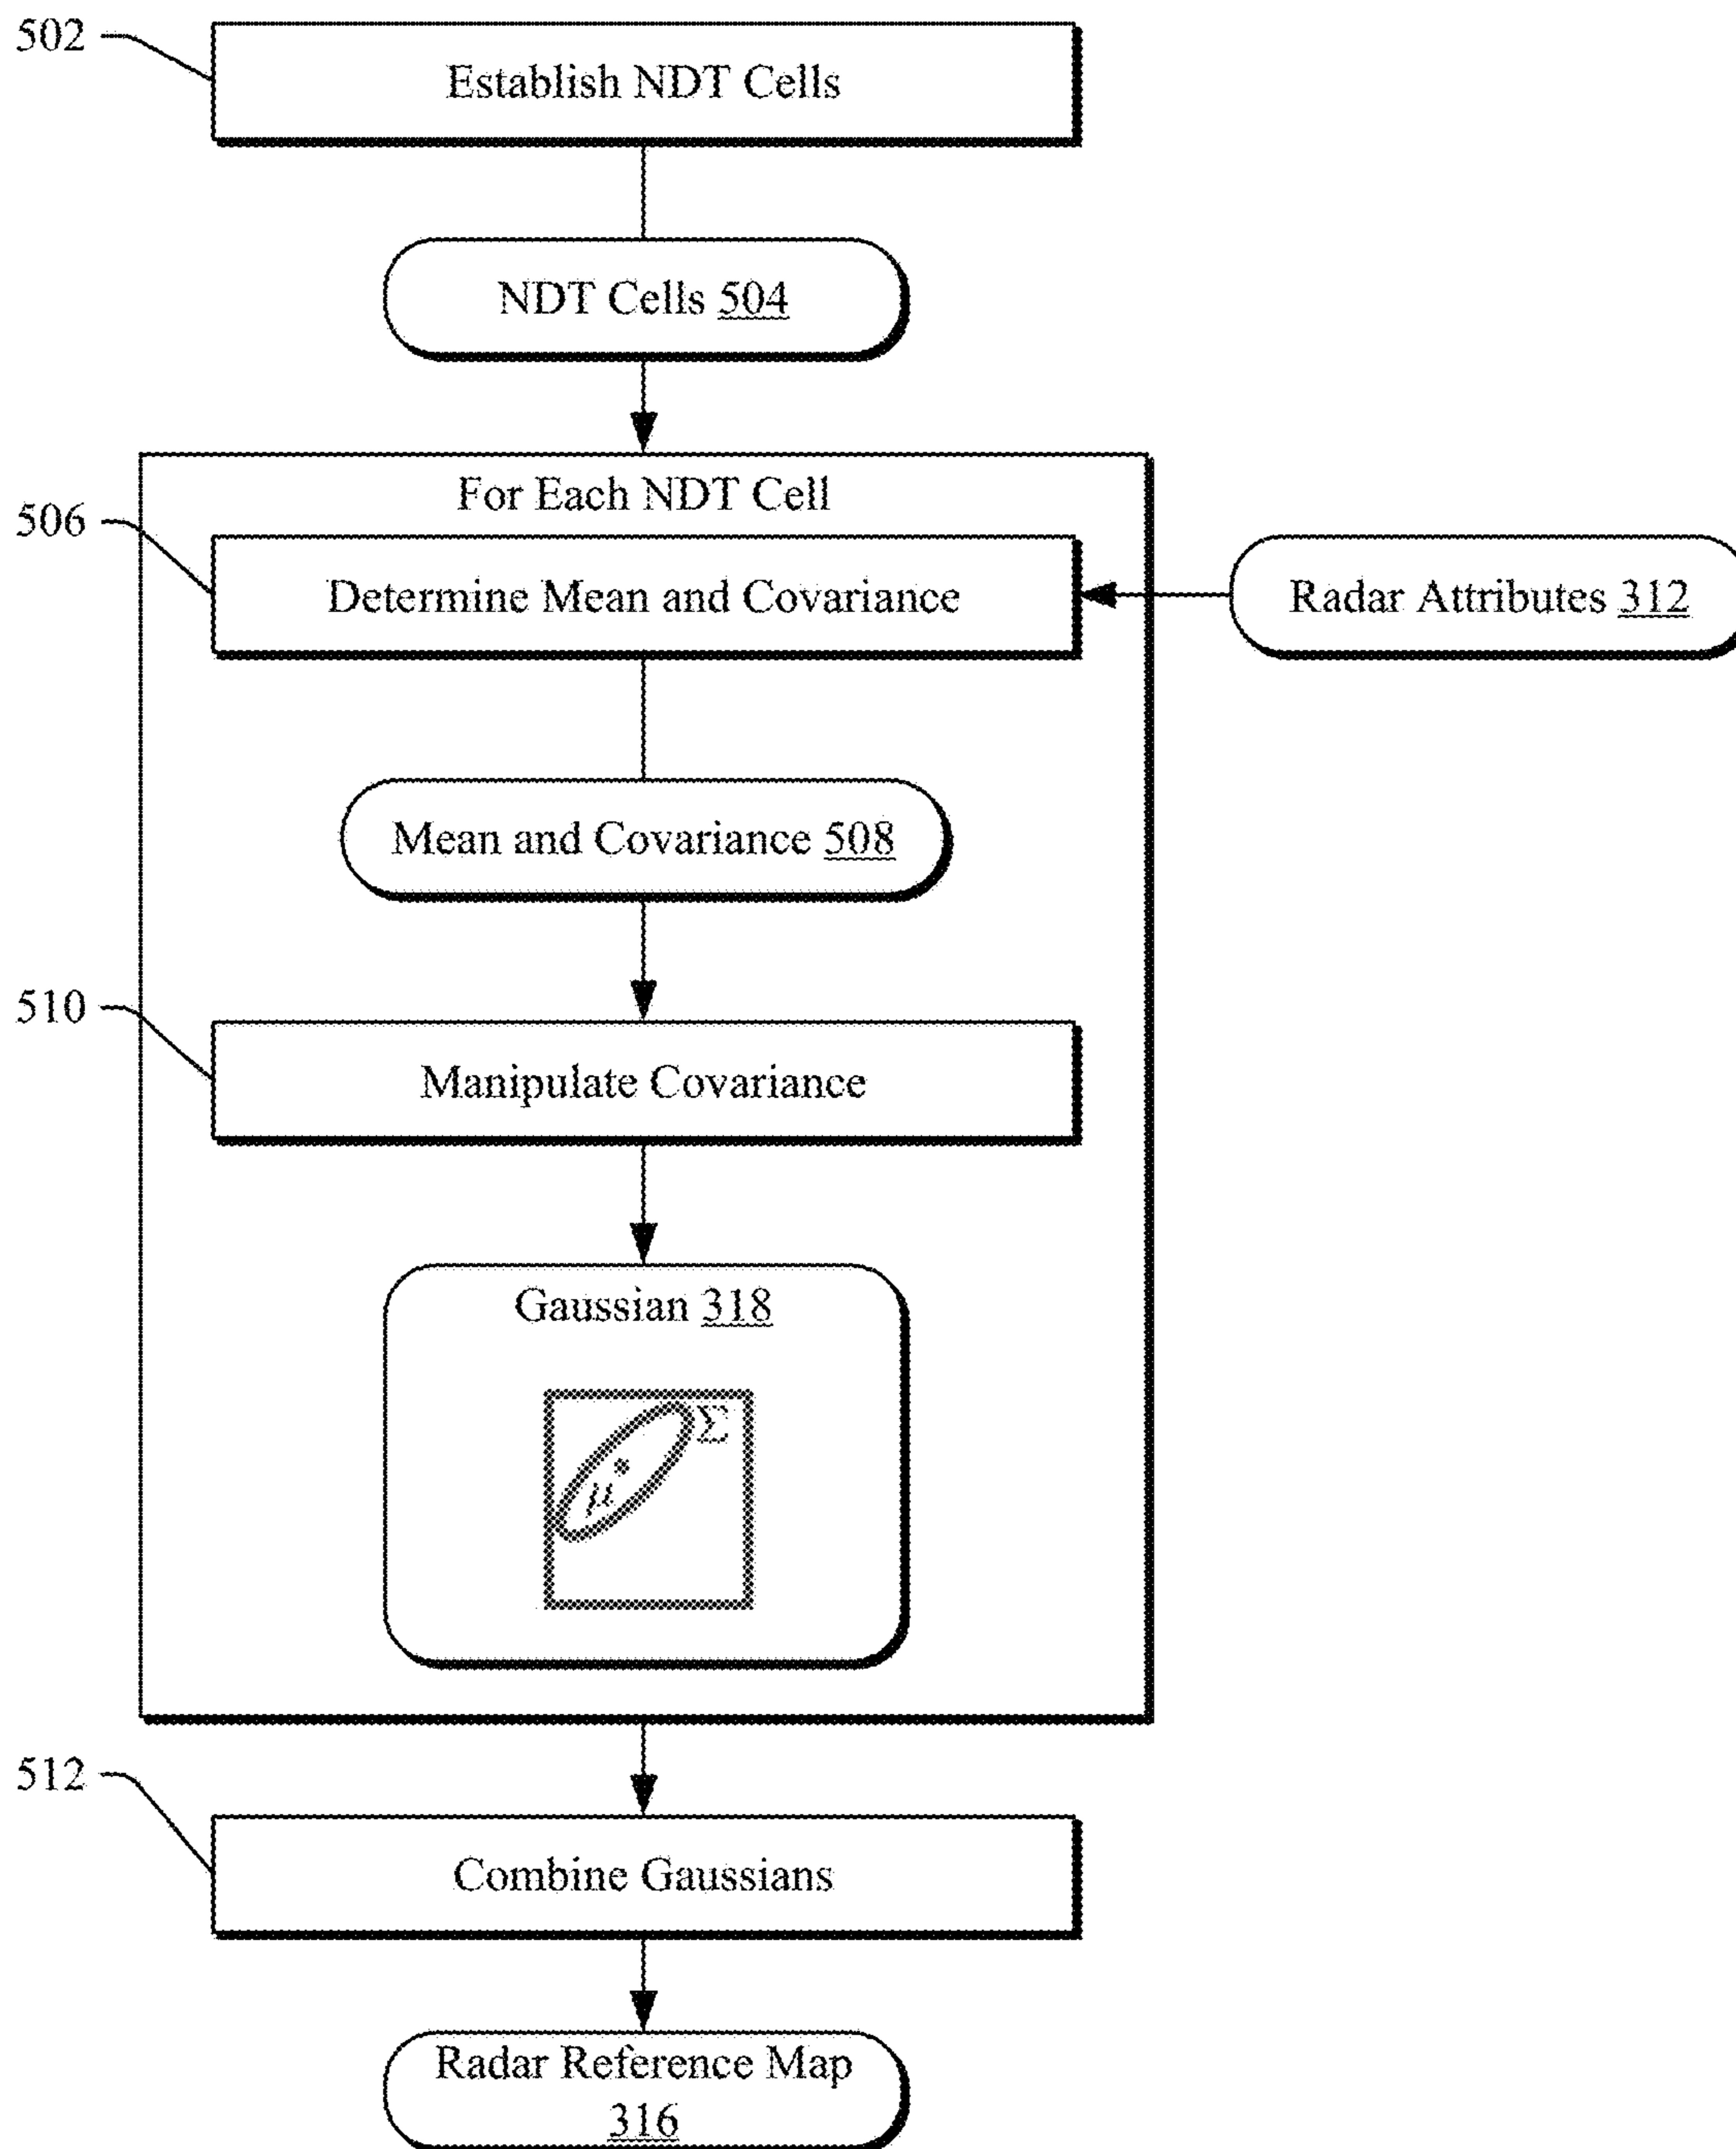 502
Establish NDT Cells
NDT Cells 504
For Each NDT Cell
506
Determine Mean and Covariance
Radar Attributes 312
Mean and Covariance 508
510
Manipulate Covariance
Gaussian 318
Σ
μ
512
Combine Gaussians
Radar Reference Map
316